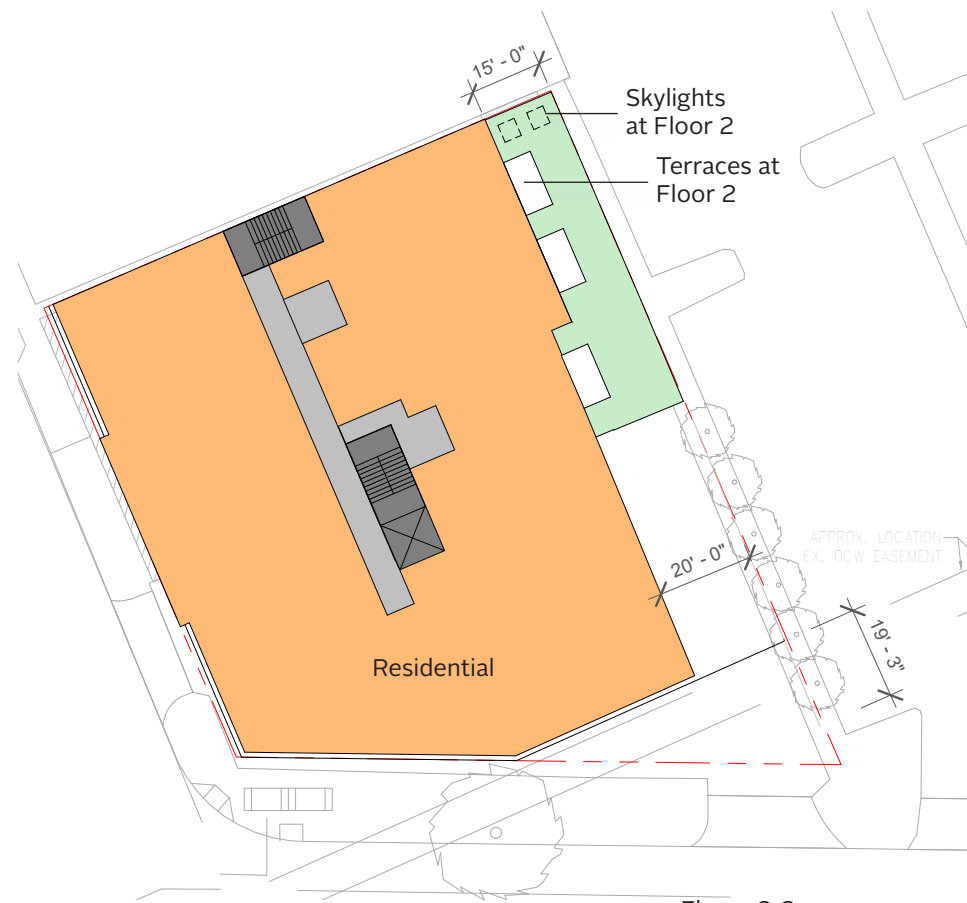 15' - 0"
Skylights
at Floor 2
Terraces at
Floor 2
APPROX. LOCATION
EX. DCW EASEMENT
20' - 0"
19' - 3"
Residential